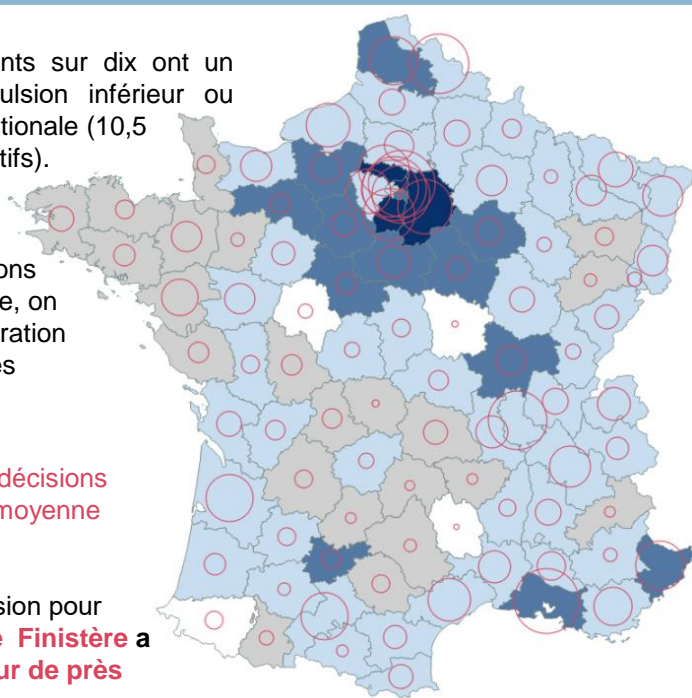 nts sur dix ont un
ulsion inférieur ou
tionale (10,5
tifs).
ons
e, on
ration
es
décisions
moyenne
sion pour
e Finistère a
ur de près